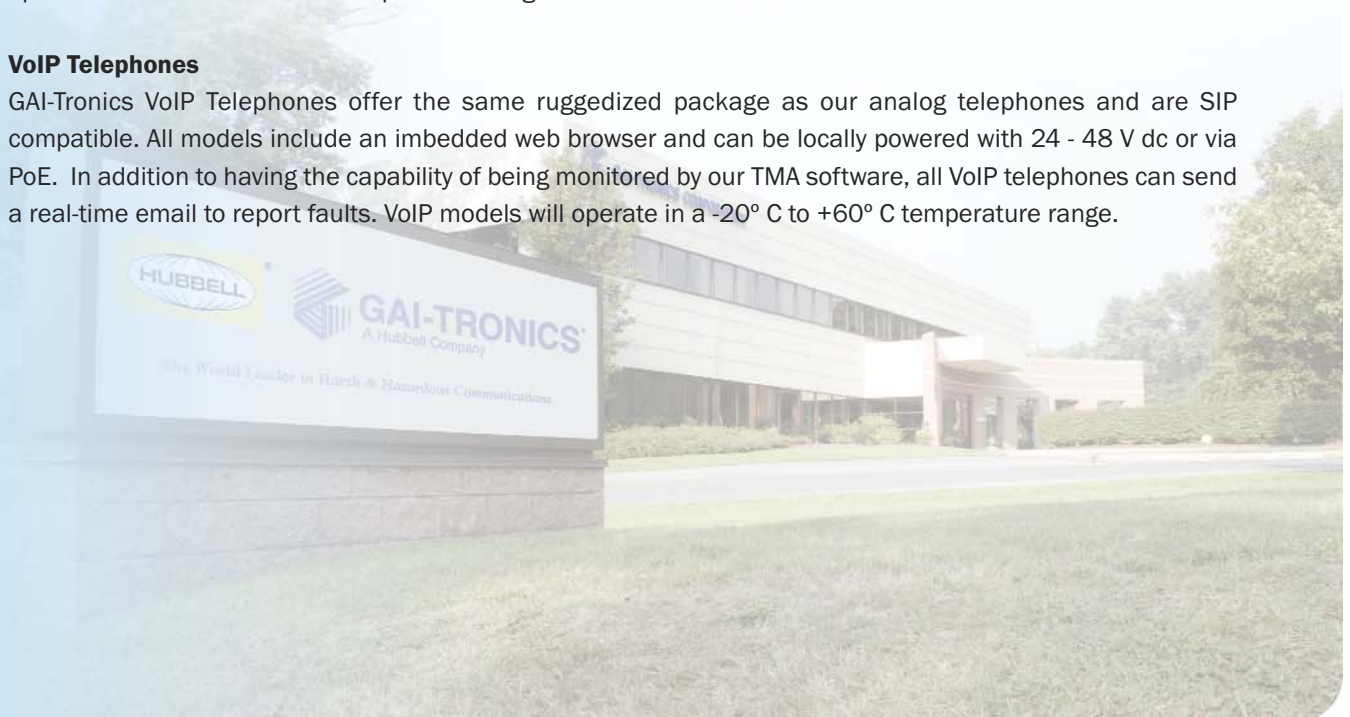 VoIP Telephones
GAI-Tronics VoIP Telephones offer the same ruggedized package as our analog telephones and are SIP
compatible. All models include an imbedded web browser and can be locally powered with 24 - 48 V dc or via
PoE. In addition to having the capability of being monitored by our TMA software, all VoIP telephones can send
a real-time email to report faults. VoIP models will operate in a -20º C to +60º C temperature range.
GAI-TRONICS CORPORATION
HUBBELL®
GAI-TRONICS®
A Hubbell Company
The World Leader in Harsh & Hazardous Communications